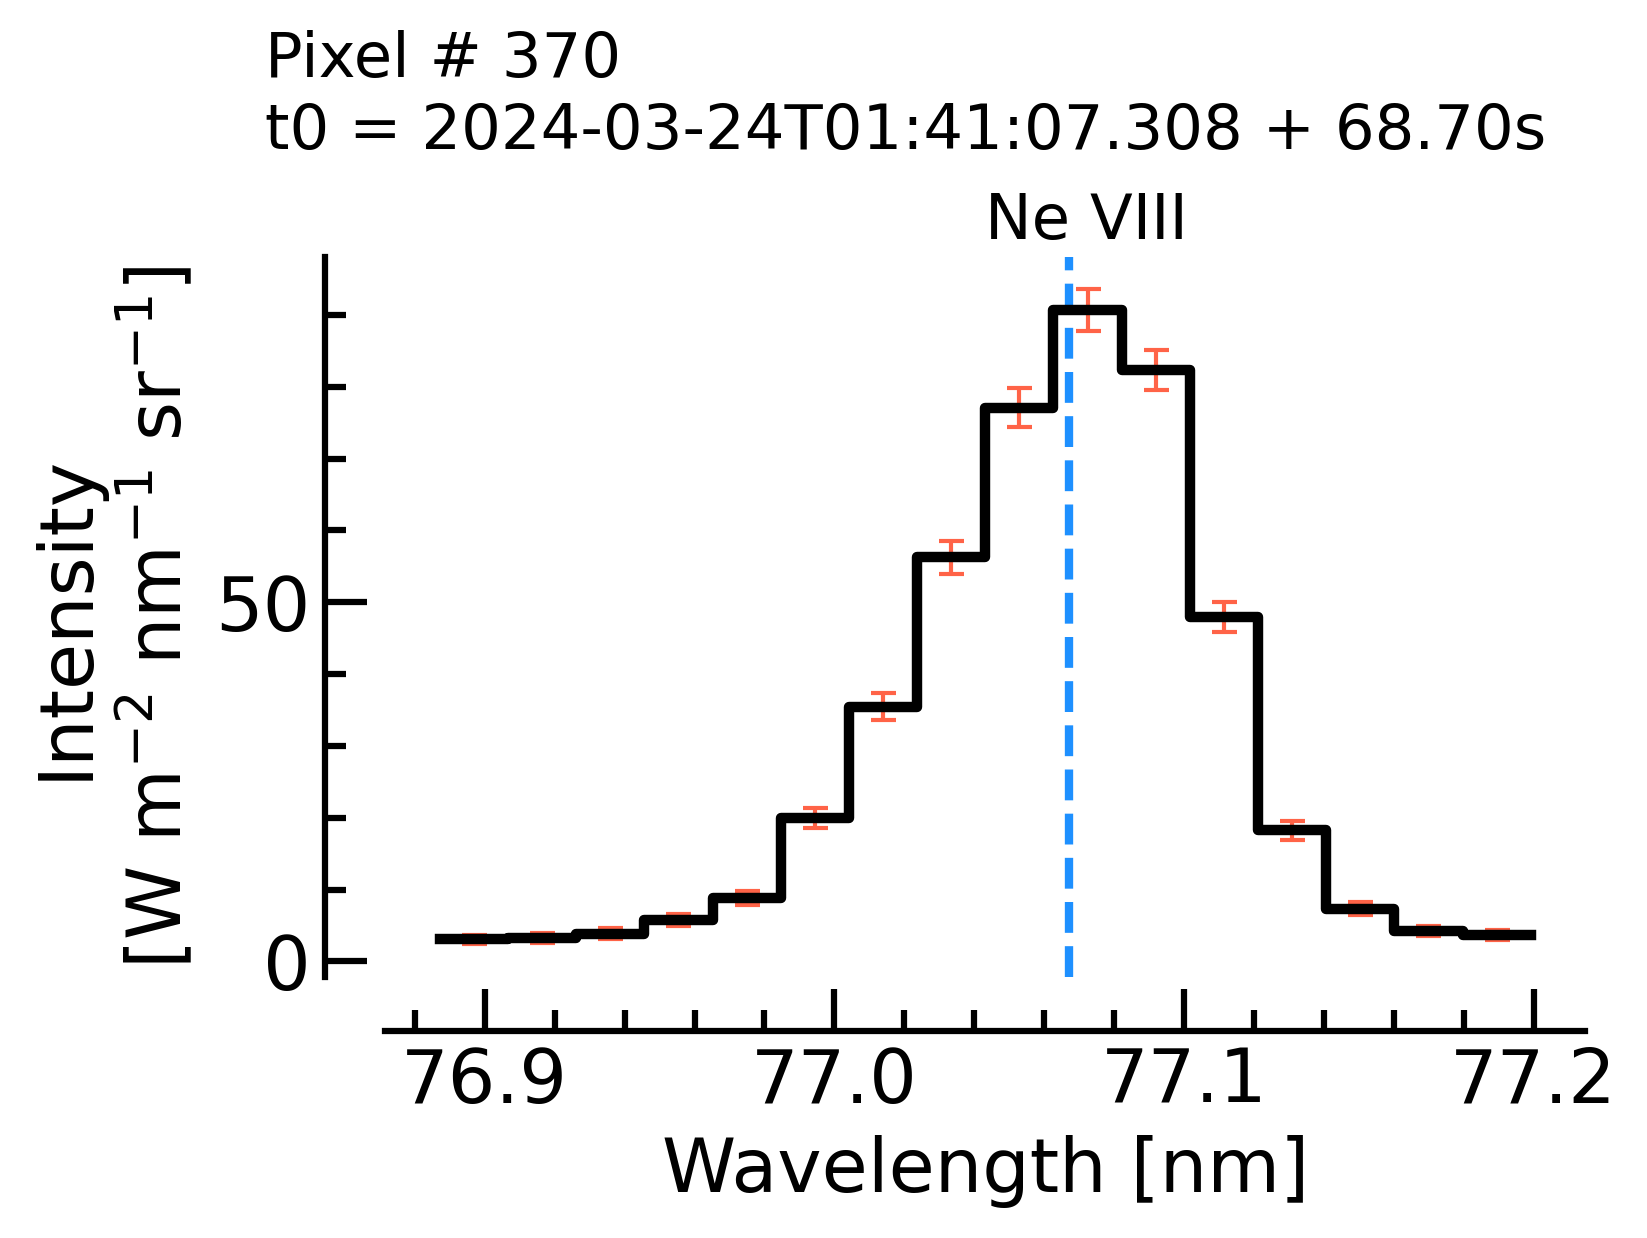 Pixel # 370
t0 = 2024-03-24T01:41:07.308 + 68.70s
Ne VIII
Intensity
[W m⁻² nm⁻¹ sr⁻¹]
50
0
76.9 77.0 77.1 77.2
Wavelength [nm]